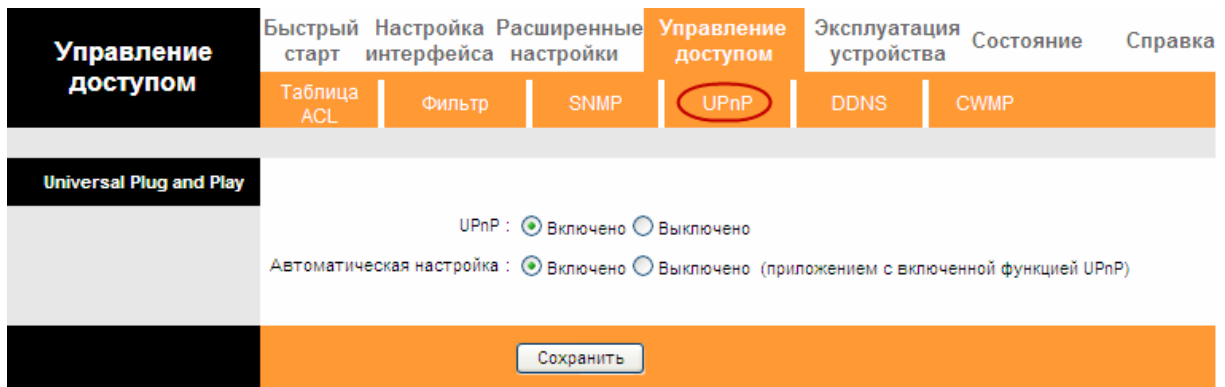 Управление доступом
Быстрый старт
Настройка интерфейса
Расширенные настройки
Управление доступом
Эксплуатация устройства
Состояние
Справка
Таблица ACL
Фильтр
SNMP
UPnP
DDNS
CWMP
Universal Plug and Play
UPnP : Включено Выключено
Автоматическая настройка : Включено Выключено (приложением с включенной функцией UPnP)
Сохранить